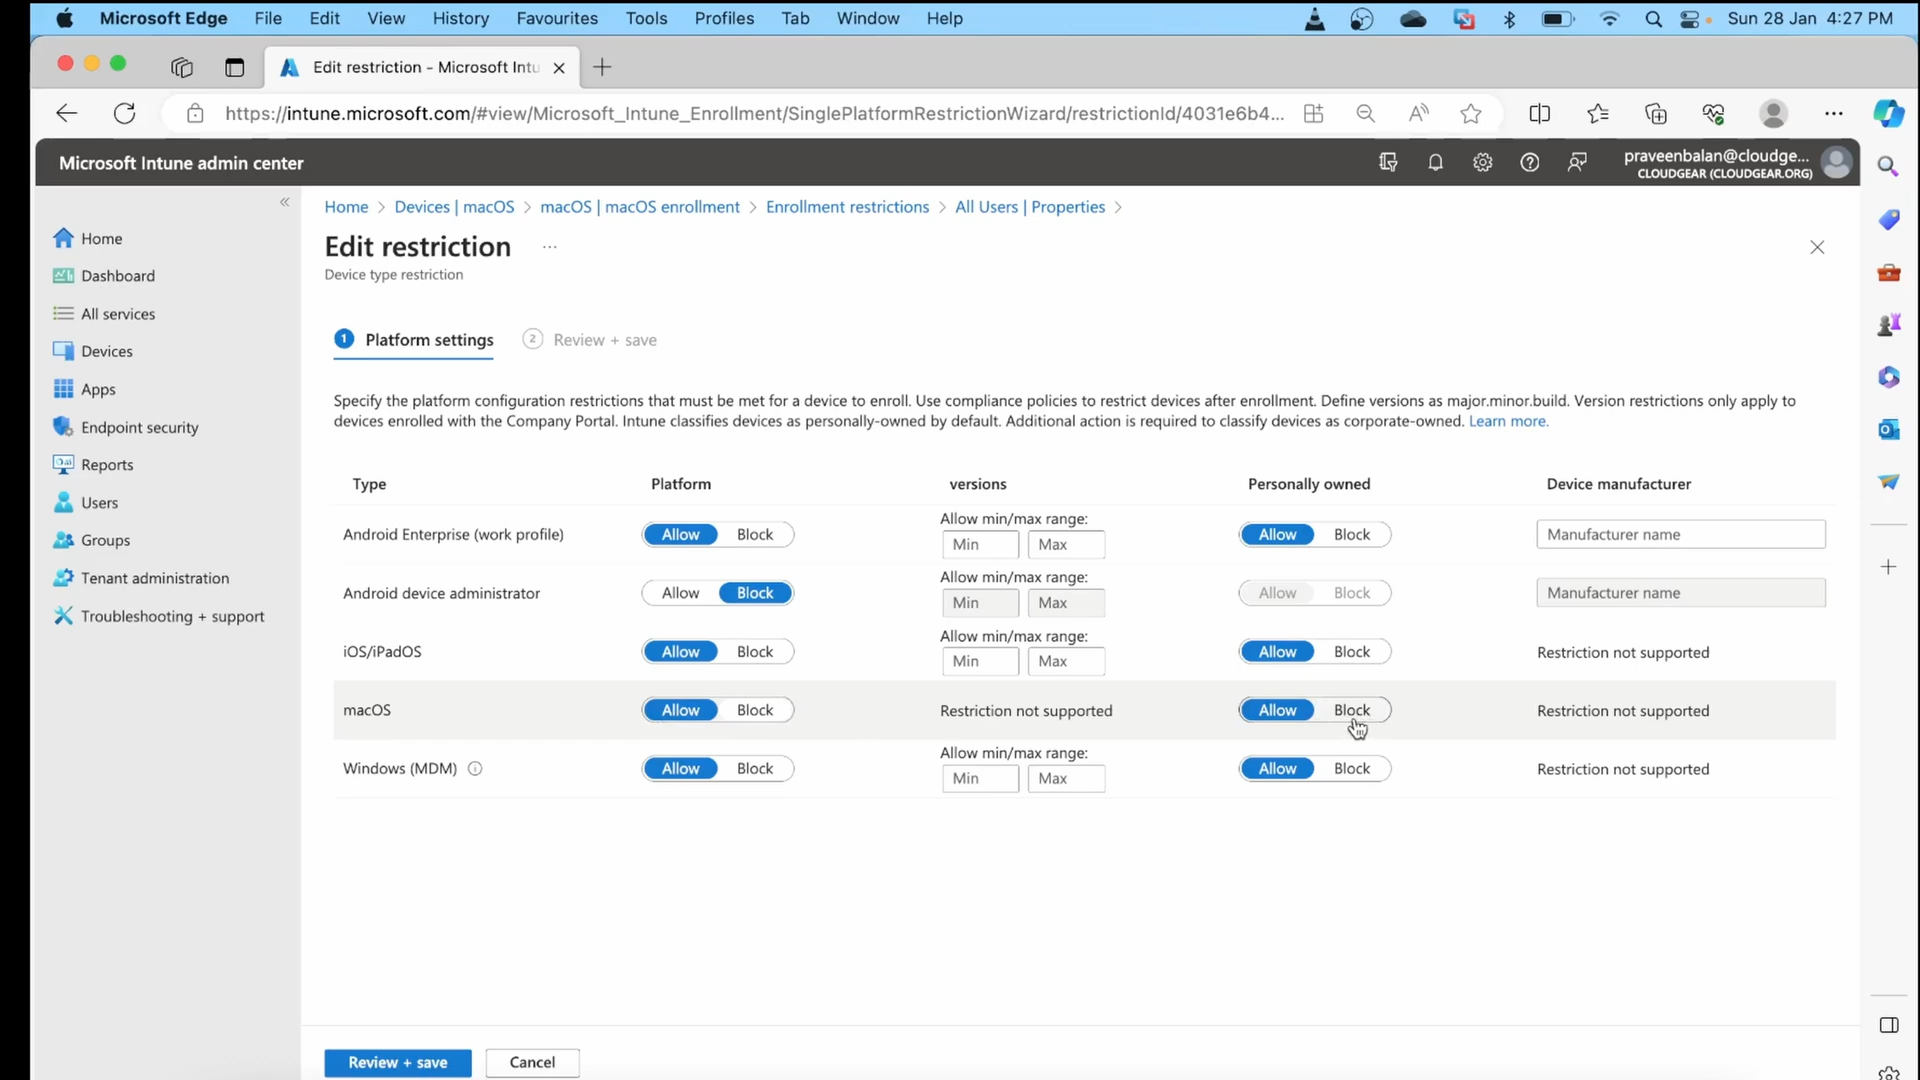 Microsoft Edge File Edit View History Favourites Tools Profiles Tab Window Help Sun 28 Jan 4:27 PM
Edit restriction - Microsoft Intu
https://intune.microsoft.com/#view/Microsoft_Intune_Enrollment/SinglePlatformRestrictionWizard/restrictionId/4031e6b4...
Microsoft Intune admin center
praveenbalan@cloudge...
CLOUDGEAR (CLOUDGEAR.ORG)
Home
Dashboard
All services
Devices
Apps
Endpoint security
Reports
Users
Groups
Tenant administration
Troubleshooting + support
Home > Devices | macOS > macOS | macOS enrollment > Enrollment restrictions > All Users | Properties >
Edit restriction ...
Device type restriction
1 Platform settings 2 Review + save
Specify the platform configuration restrictions that must be met for a device to enroll. Use compliance policies to restrict devices after enrollment. Define versions as major.minor.build. Version restrictions only apply to
devices enrolled with the Company Portal. Intune classifies devices as personally-owned by default. Additional action is required to classify devices as corporate-owned. Learn more.
Type Platform versions Personally owned Device manufacturer
Allow min/max range:
Android Enterprise (work profile) Allow Block Min Max Allow Block Manufacturer name
Allow min/max range:
Android device administrator Allow Block Min Max Allow Block Manufacturer name
Allow min/max range:
iOS/iPadOS Allow Block Min Max Allow Block Restriction not supported
macOS Allow Block Restriction not supported Allow Block Restriction not supported
Allow min/max range:
Windows (MDM) Allow Block Min Max Allow Block Restriction not supported
Review + save Cancel